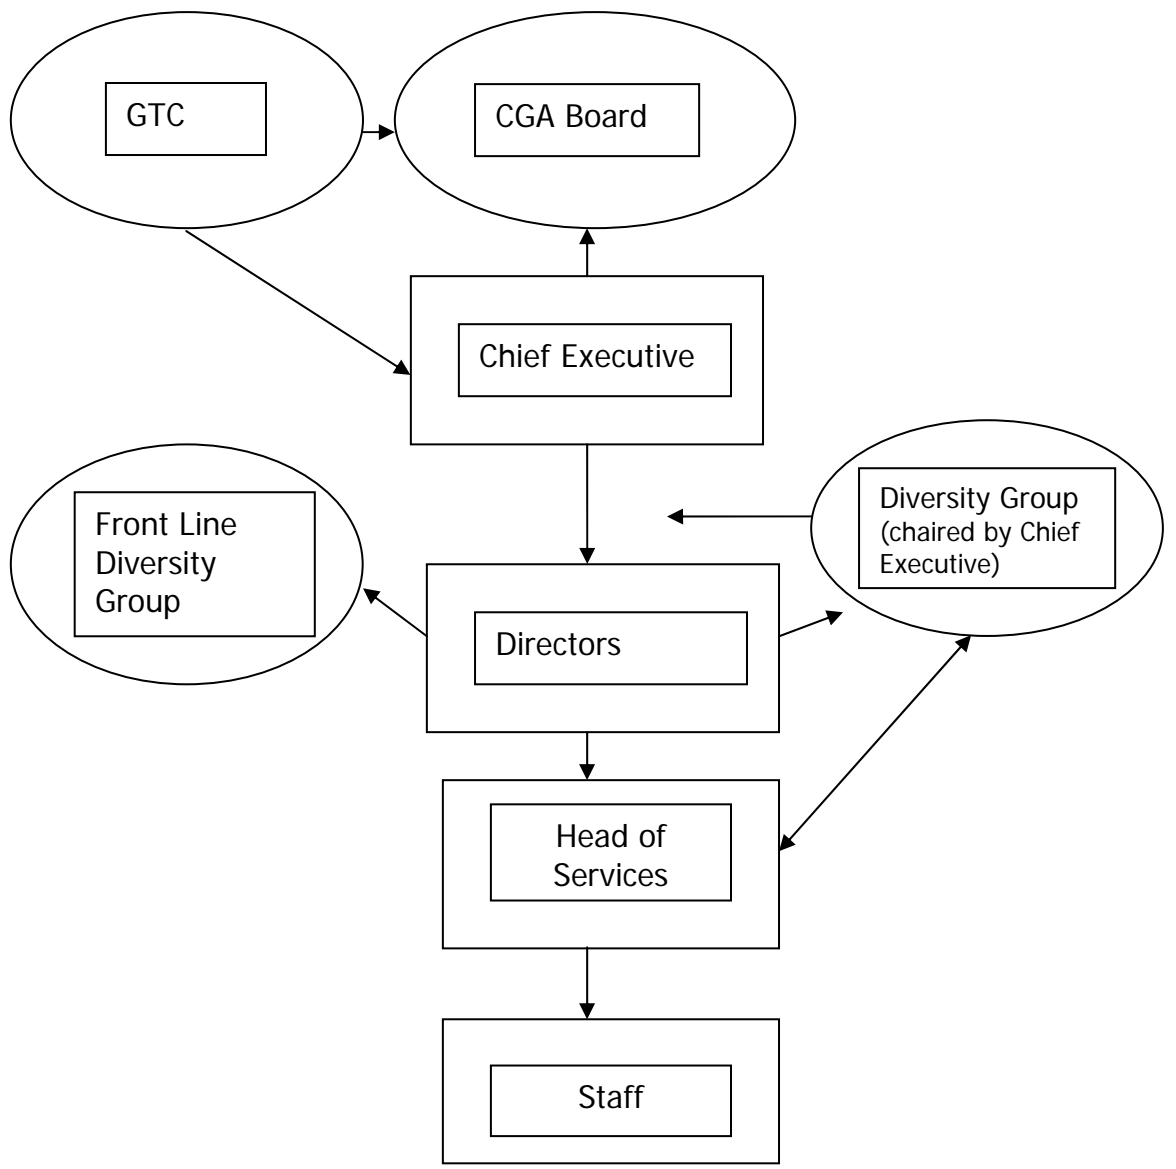 GTC
CGA Board
Chief Executive
Front Line
Diversity
Group
Diversity Group
(chaired by Chief
Executive)
Directors
Head of
Services
Staff